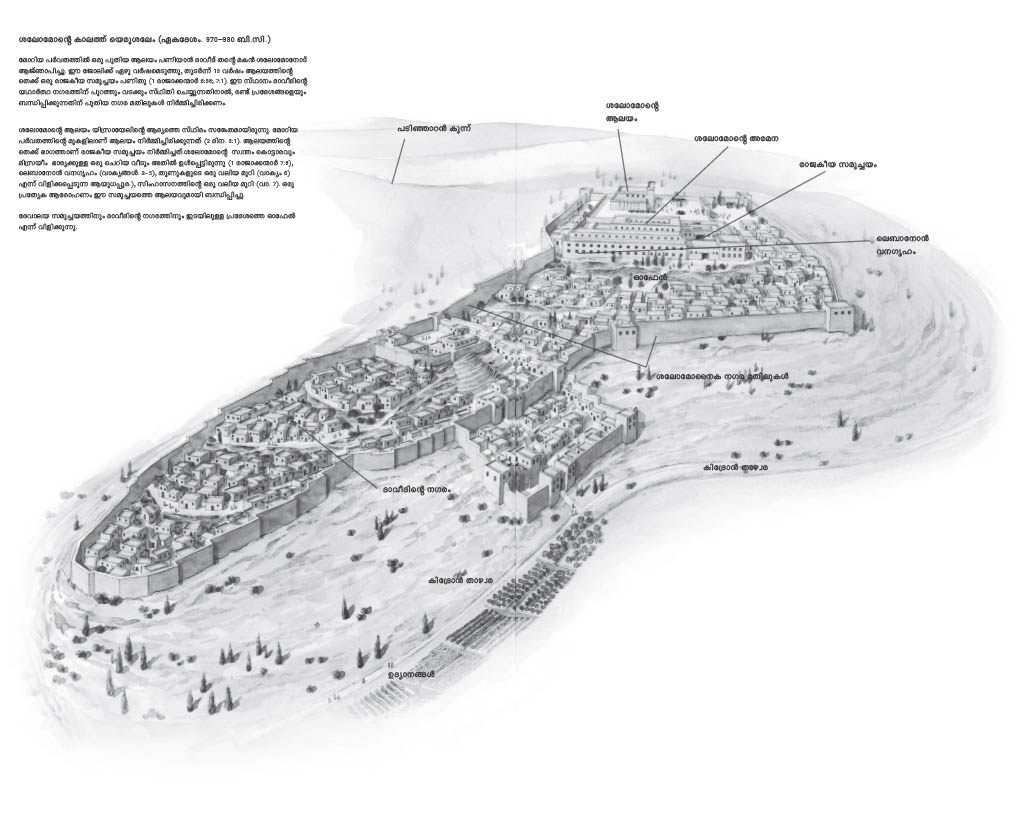 ശലോമോന്റെ കാലത്ത് യെരൂശലേം (ഏകദേശം. 970–930 ബി.സി.)
മോറിയ പർവതത്തിൽ ഒരു പുതിയ ആലയം പണിയാൻ ദാവീദ് തന്റെ മകൻ ശലോമോനോട്
ആജ്ഞാപിച്ചു. ഈ ജോലിക്ക് ഏഴു വർഷമെടുത്തു, തുടർന്ന് 13 വർഷം ആലയത്തിന്റെ
തെക്ക് ഒരു രാജകീയ സമുച്ചയം പണിതു (1 രാജാക്കന്മാർ 6:38; 7:1). ഈ സ്ഥാനം ദാവീദിന്റെ
യഥാർത്ഥ നഗരത്തിന് പുറത്തും വടക്കും സ്ഥിതി ചെയ്യുന്നതിനാൽ, രണ്ട് പ്രദേശങ്ങളെയും
ബന്ധിപ്പിക്കുന്നതിന് പുതിയ നഗര മതിലുകൾ നിർമ്മിച്ചിരിക്കണം.
ശലോമോന്റെ ആലയം യിസ്രായേലിന്റെ ആദ്യത്തെ സ്ഥിരം സങ്കേതമായിരുന്നു. മോറിയ
പർവതത്തിന്റെ മുകളിലാണ് ആലയം നിർമ്മിച്ചിരിക്കുന്നത് (2 ദിന. 3:1). ആലയത്തിന്റെ
തെക്ക് ഭാഗത്താണ് രാജകീയ സമുച്ചയം നിർമ്മിച്ചത്.ശലോമോന്റെ സ്വന്തം കൊട്ടാരവും
മിസ്രയീം ഭാര്യക്കുള്ള ഒരു ചെറിയ വീടും അതിൽ ഉൾപ്പെട്ടിരുന്നു (1 രാജാക്കന്മാർ 7:8),
ലെബാനോൻ വനഗൃഹം (വാക്യങ്ങൾ. 2–5), തൂണുകളുടെ ഒരു വലിയ മുറി (വാക്യം 6)
എന്ന് വിളിക്കപ്പെടുന്ന ആയുധപ്പുര.), സിംഹാസനത്തിന്റെ ഒരു വലിയ മുറി (വാ. 7). ഒരു
പ്രത്യേക ആരോഹണം ഈ സമുച്ചയത്തെ ആലയവുമായി ബന്ധിപ്പിച്ചു.
ദേവാലയ സമുച്ചയത്തിനും ദാവീദിന്റെ നഗരത്തിനും ഇടയിലുള്ള പ്രദേശത്തെ ഓഫേൽ
എന്ന് വിളിക്കുന്നു.
ശലോമോന്റെ
ആലയം
പടിഞ്ഞാറൻ കുന്ന്
ശലോമോന്റെ അരമന
രാജകീയ സമുച്ചയം
ലെബാനോൻ
വനഗൃഹം
ഓഫേൽ
ശലോമോനൈക നഗര മതിലുകൾ
കിദ്രോൻ താഴ്വര
ദാവീദിന്റെ നഗരം
കിദ്രോൻ താഴ്വര
ഉദ്യാനങ്ങൾ